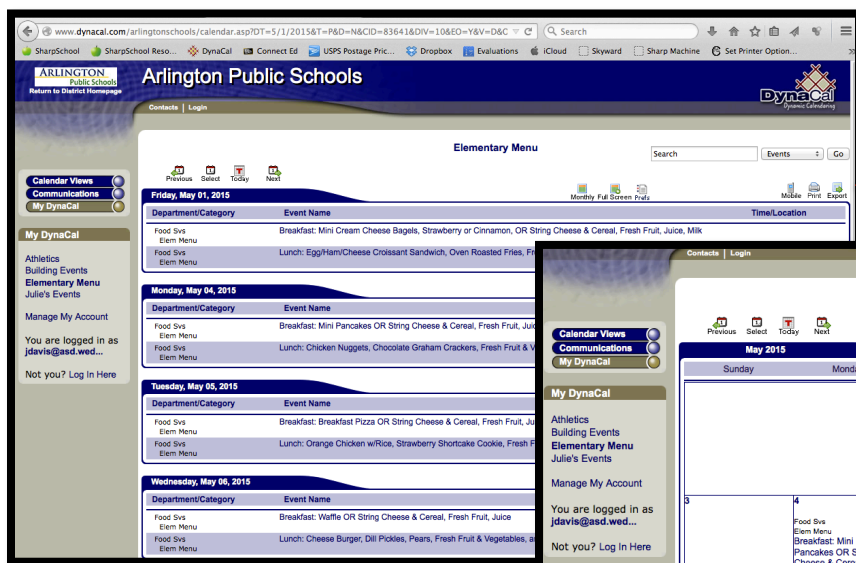 www.dynacal.com/arlingtonschools/calendar.asp?DT=5/1/2015&T=P&D=N&CID=83641&DIV=10&EO=Y&V=D&C
Search
SharpSchool SharpSchool Reso... DynaCal Connect Ed USPS Postage Pric... Dropbox Evaluations iCloud Skyward Sharp Machine Set Printer Option...
ARLINGTON
Public Schools
Return to District Homepage
Arlington Public Schools
DynaCal
Dynamic Calendaring
Contacts | Login
Elementary Menu
Search Events Go
Previous Select Today Next
Monthly Full Screen Prefs
Mobile Print Export
Calendar Views
Communications
My DynaCal
My DynaCal
Athletics
Building Events
Elementary Menu
Julie's Events
Manage My Account
You are logged in as
jdavis@asd.wed...
Not you? Log In Here
Friday, May 01, 2015
Department/Category Event Name Time/Location
Food Svs
Elem Menu
Breakfast: Mini Cream Cheese Bagels, Strawberry or Cinnamon, OR String Cheese & Cereal, Fresh Fruit, Juice, Milk
Food Svs
Elem Menu
Lunch: Egg/Ham/Cheese Croissant Sandwich, Oven Roasted Fries,
Monday, May 04, 2015
Department/Category Event Name
Food Svs
Elem Menu
Breakfast: Mini Pancakes OR String Cheese & Cereal, Fresh Fruit,
Food Svs
Elem Menu
Lunch: Chicken Nuggets, Chocolate Graham Crackers, Fresh Fruit & V
Tuesday, May 05, 2015
Department/Category Event Name
Food Svs
Elem Menu
Breakfast: Breakfast Pizza OR String Cheese & Cereal, Fresh Fruit, Ju
Food Svs
Elem Menu
Lunch: Orange Chicken w/Rice, Strawberry Shortcake Cookie, Fresh F
Wednesday, May 06, 2015
Department/Category Event Name
Food Svs
Elem Menu
Breakfast: Waffle OR String Cheese & Cereal, Fresh Fruit, Juice
Food Svs
Elem Menu
Lunch: Cheese Burger, Dill Pickles, Pears, Fresh Fruit & Vegetables,
Contacts | Login
Calendar Views
Communications
My DynaCal
My DynaCal
Athletics
Building Events
Elementary Menu
Julie's Events
Manage My Account
You are logged in as
jdavis@asd.wed...
Not you? Log In Here
Previous Select Today Next
May 2015
Sunday Monda
3 4
Food Svs
Elem Menu
Breakfast: Mini
Pancakes OR S
Cheese & Cere